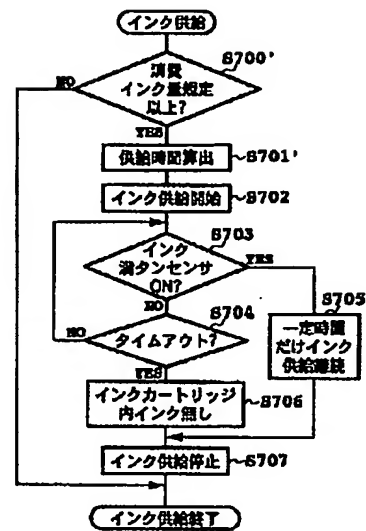 インク供給
S700'
消費
インク量規定
以上?
NO
YES
供給時間算出
S701'
インク供給開始
S702
S703
インク
満タンセンサ
ON?
YES
NO
S704
タイムアウト?
NO
YES
S705
一定時間
だけインク
供給継続
インクカートリッジ
内インク無し
S706
インク供給停止
S707
インク供給終了